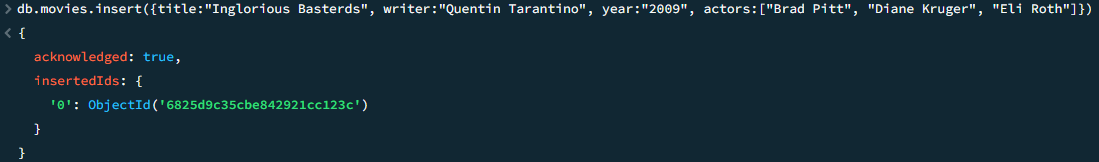 > db.movies.insert({title:"Inglorious Basterds", writer:"Quentin Tarantino", year:"2009", actors:["Brad Pitt", "Diane Kruger", "Eli Roth"]})
< {
acknowledged: true,
insertedIds: {
'0': ObjectId('6825d9c35cbe842921cc123c')
}
}